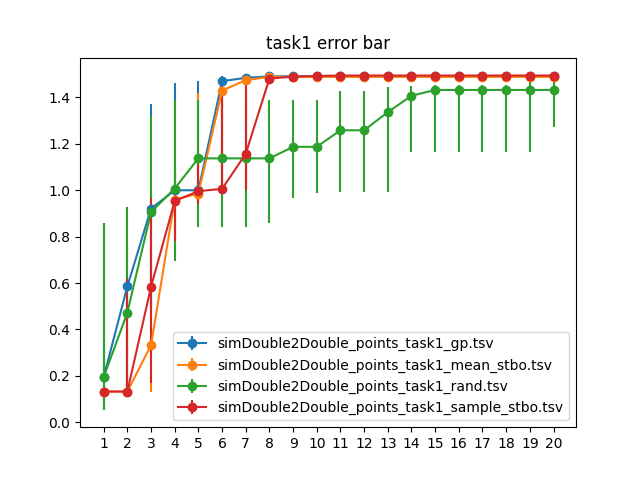 task1 error bar
1.4
1.2
1.0
0.8
0.6
0.4
0.2
0.0
simDouble2Double_points_task1_gp.tsv
simDouble2Double_points_task1_mean_stbo.tsv
simDouble2Double_points_task1_rand.tsv
simDouble2Double_points_task1_sample_stbo.tsv
1 2 3 4 5 6 7 8 9 10 11 12 13 14 15 16 17 18 19 20